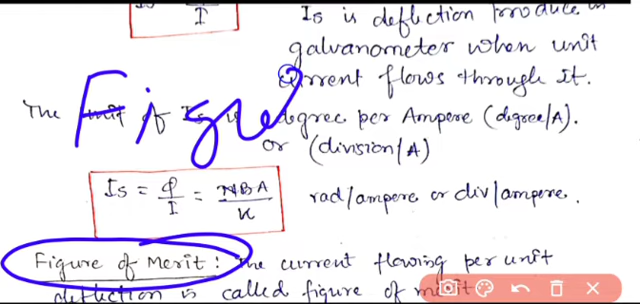 Is is deflection produce in
I
galvanometer when unit
current flows through It.
Figure
The unit of Is is degree per Ampere (degree/A).
or (division/A)
Is = φ/I = NBA/K rad/ampere or div/ampere.
Figure of Merit: The current flowing per unit
deflection is called figure of merit